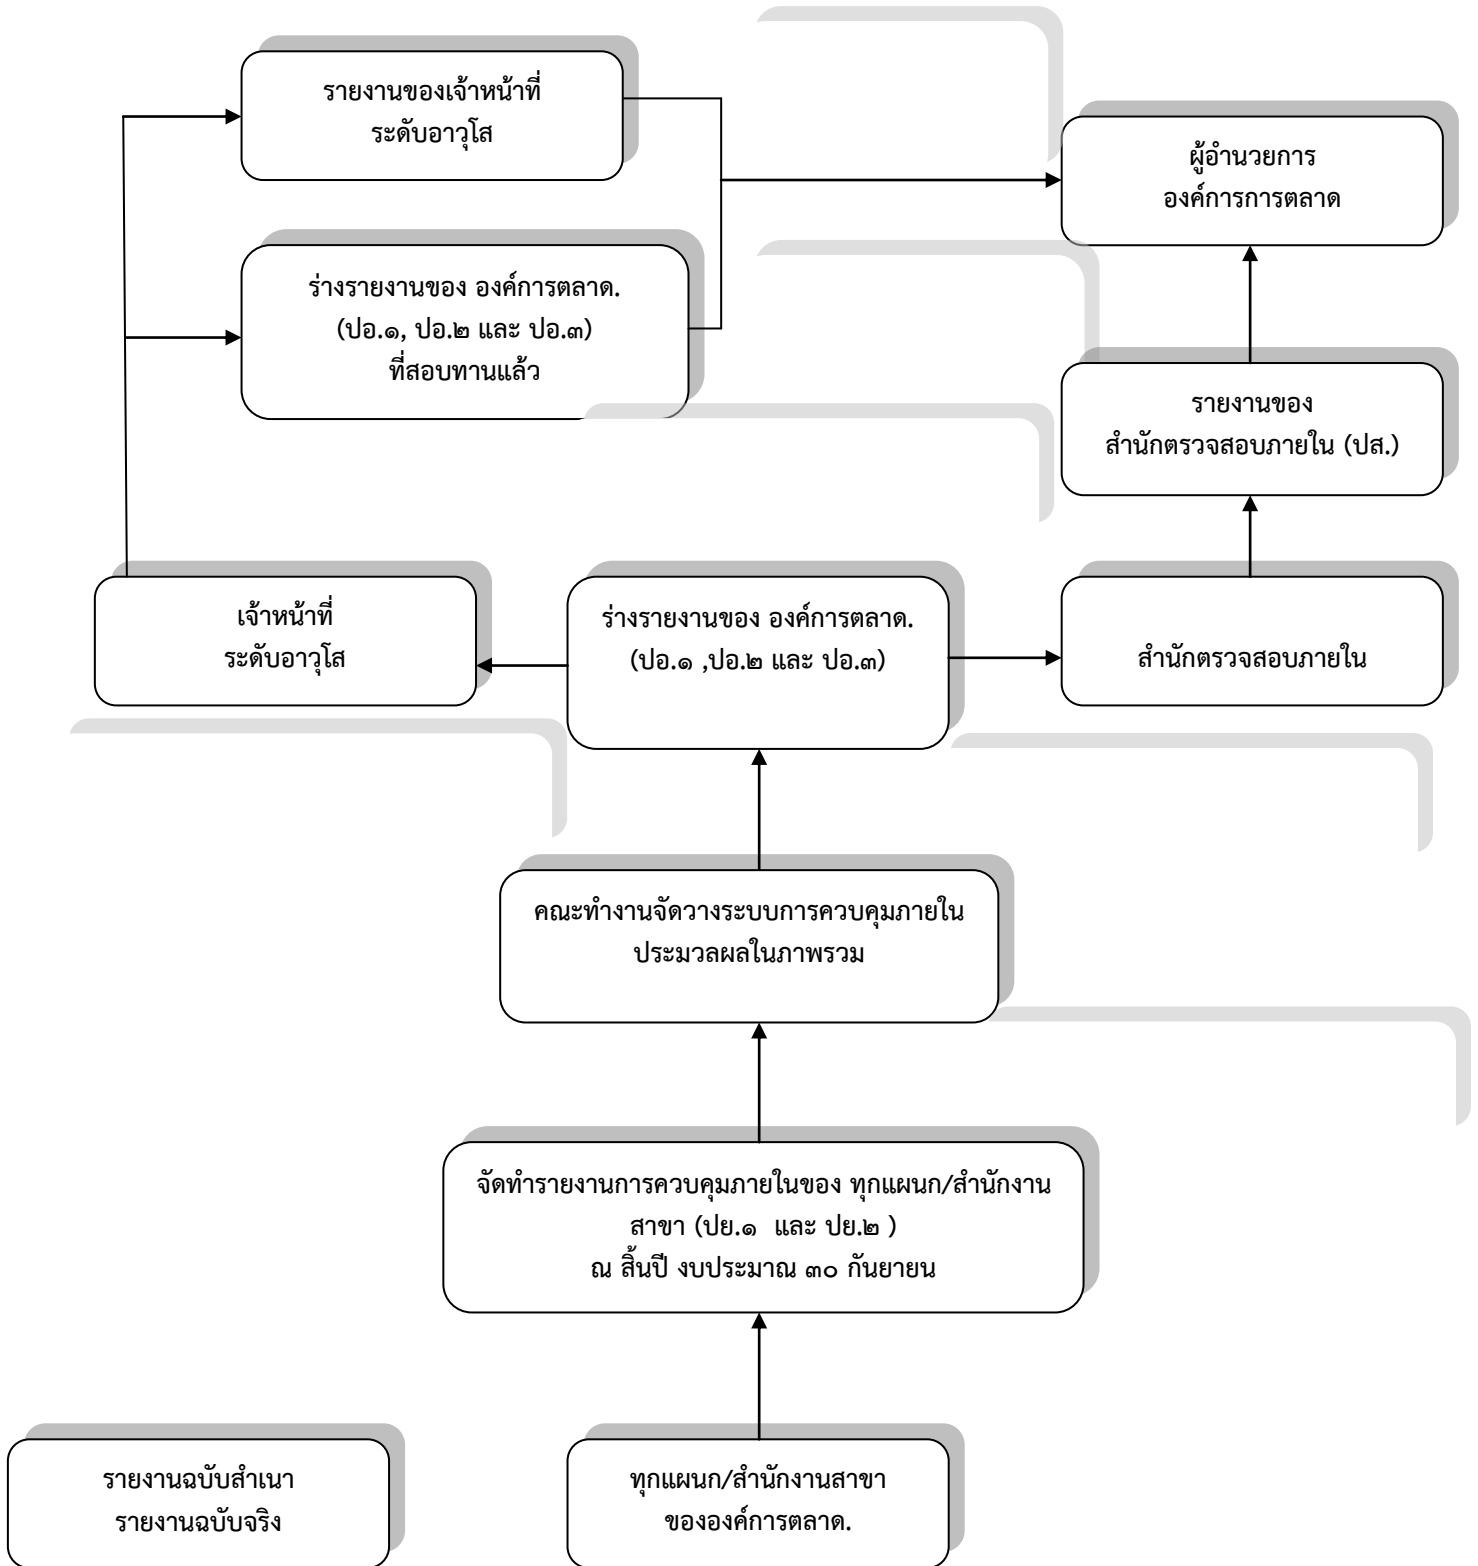 รายงานของเจ้าหน้าที่
ระดับอาวุโส
ผู้อำนวยการ
องค์การการตลาด
ร่างรายงานของ องค์การตลาด.
(ปอ.๑, ปอ.๒ และ ปอ.๓)
ที่สอบทานแล้ว
รายงานของ
สำนักตรวจสอบภายใน (ปส.)
เจ้าหน้าที่
ระดับอาวุโส
ร่างรายงานของ องค์การตลาด.
(ปอ.๑ ,ปอ.๒ และ ปอ.๓)
สำนักตรวจสอบภายใน
คณะทำงานจัดวางระบบการควบคุมภายใน
ประมวลผลในภาพรวม
จัดทำรายงานการควบคุมภายในของ ทุกแผนก/สำนักงาน
สาขา (ปย.๑ และ ปย.๒ )
ณ สิ้นปี งบประมาณ ๓๐ กันยายน
รายงานฉบับสำเนา
รายงานฉบับจริง
ทุกแผนก/สำนักงานสาขา
ขององค์การตลาด.